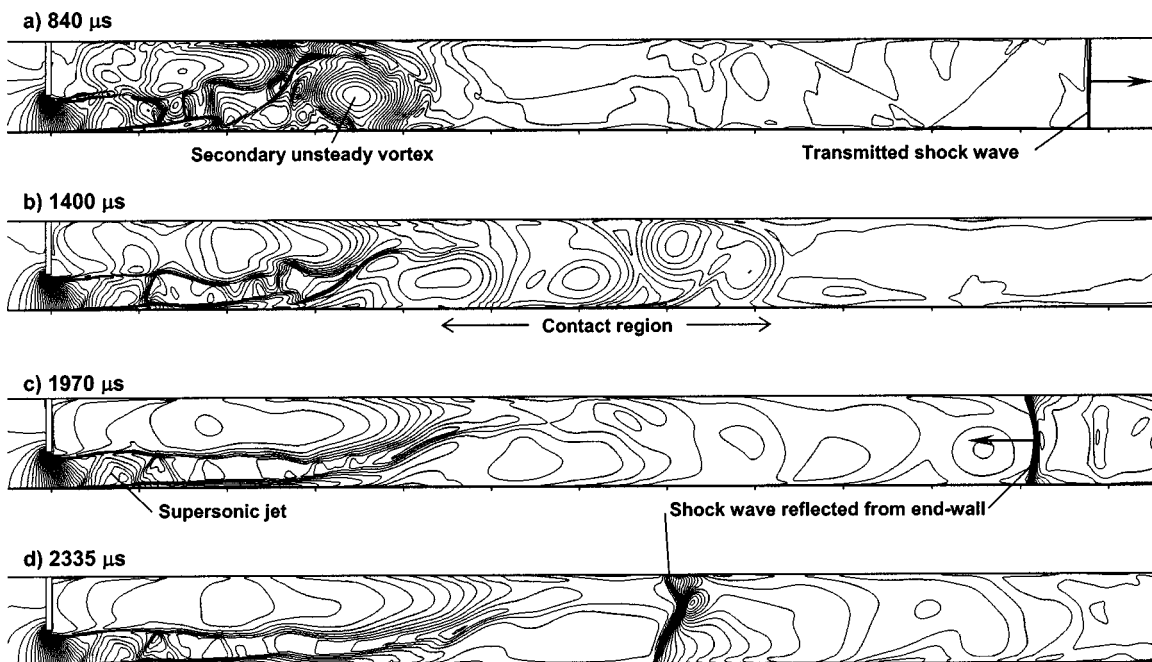 a) 840 μs
Secondary unsteady vortex
Transmitted shock wave
b) 1400 μs
Contact region
c) 1970 μs
Supersonic jet
Shock wave reflected from end-wall
d) 2335 μs